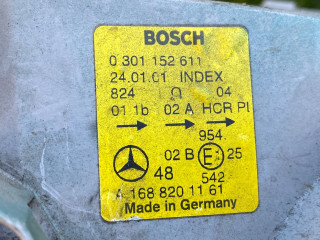 BOSCH
0 301 152 611
24.01.01 INDEX
824 Ω 04
01.1b 02 A HCR PI
954.
48 02 B E 25
542
A 168 820 11 61
Made in Germany